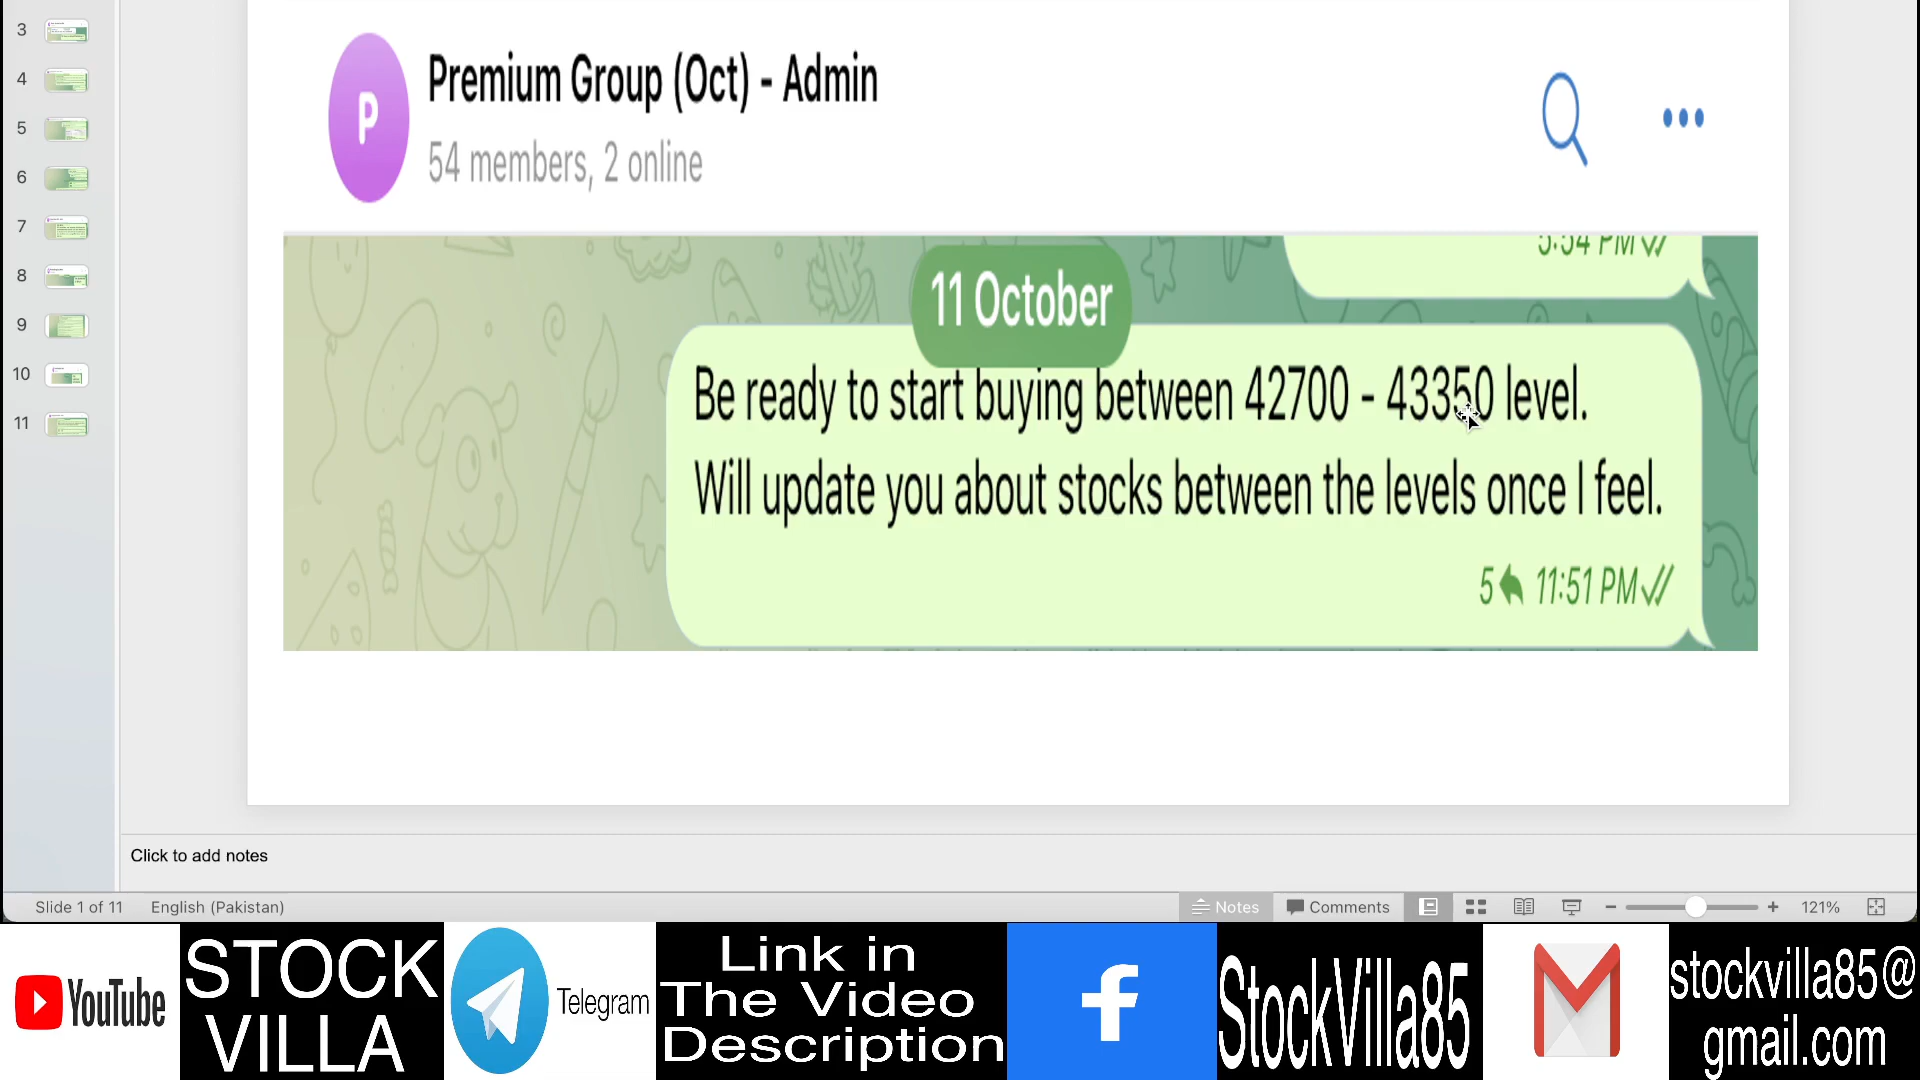 3
4
5
6
7
8
9
10
11
P
Premium Group (Oct) - Admin
54 members, 2 online
5:54 PM
11 October
Be ready to start buying between 42700 - 43350 level.
Will update you about stocks between the levels once I feel.
5 11:51 PM
Click to add notes
Slide 1 of 11 English (Pakistan) Notes Comments 121%
YouTube
STOCK
VILLA
Telegram
Link in
The Video
Description
f
StockVilla85
stockvilla85@
gmail.com